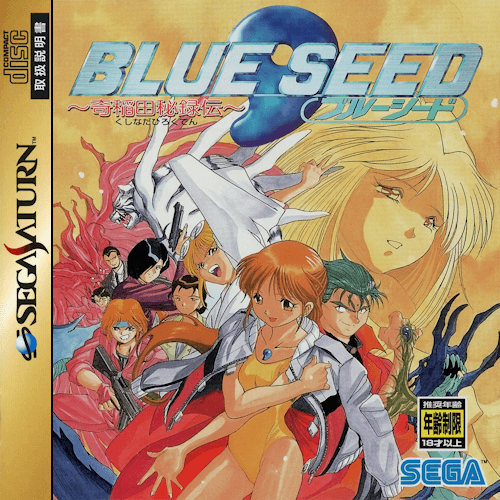 COMPACT
DISC
取扱説明書
SEGA SATURN™
BLUE SEED
ブルーシード
〜奇稲田秘録伝〜
くしなだひろくでん
推奨年齢
年齢制限
18才以上
SEGA™